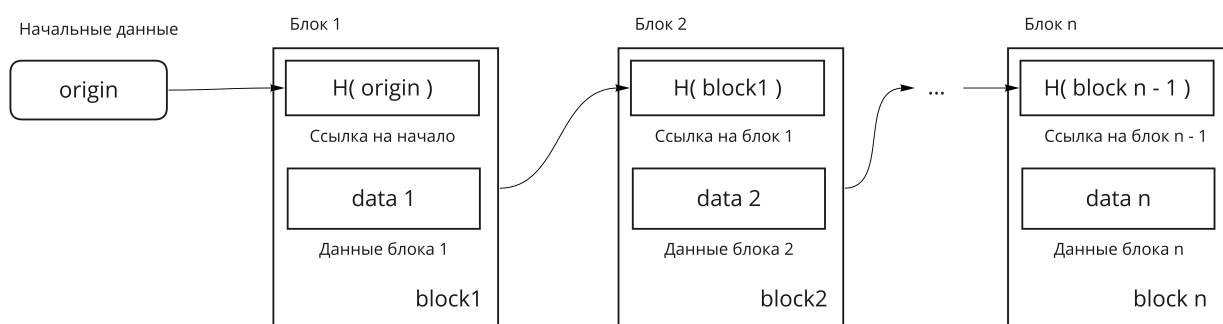 Начальные данные
origin
Блок 1
H( origin )
Ссылка на начало
data 1
Данные блока 1
block1
Блок 2
H( block1 )
Ссылка на блок 1
data 2
Данные блока 2
block2
...
Блок n
H( block n - 1 )
Ссылка на блок n - 1
data n
Данные блока n
block n